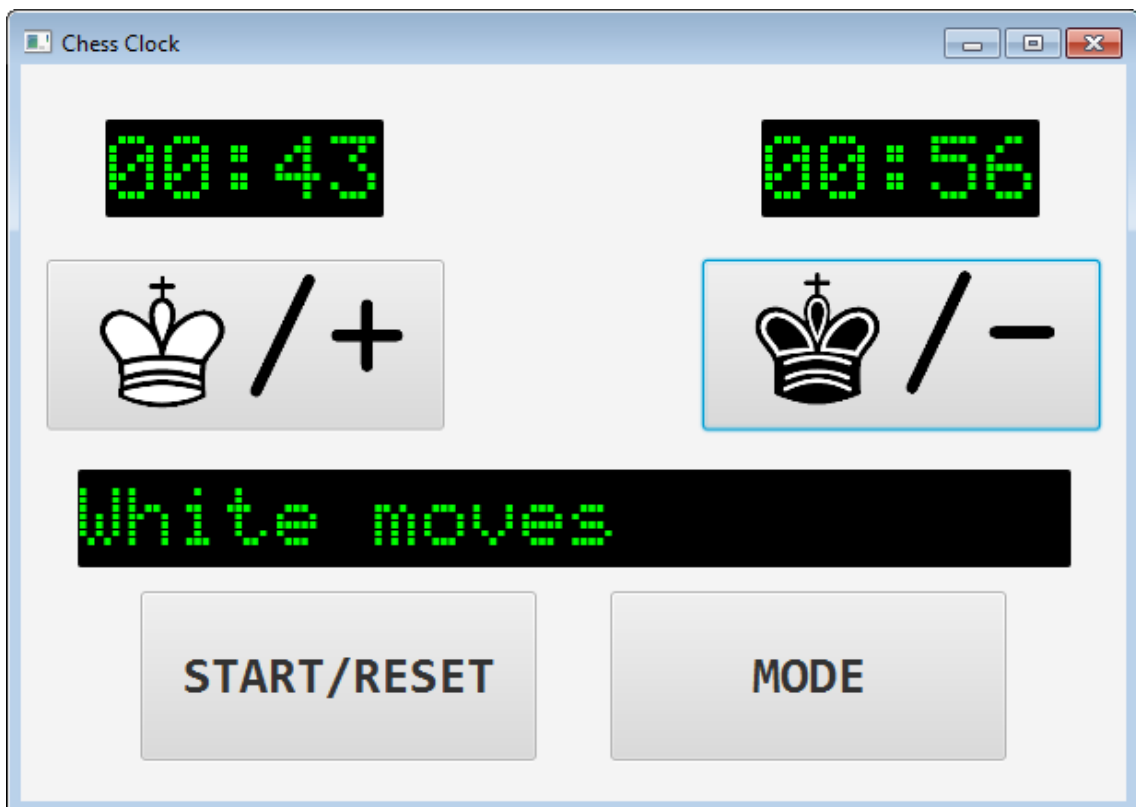 Chess Clock
00:43 00:56
/+ /-
White moves
START/RESET MODE